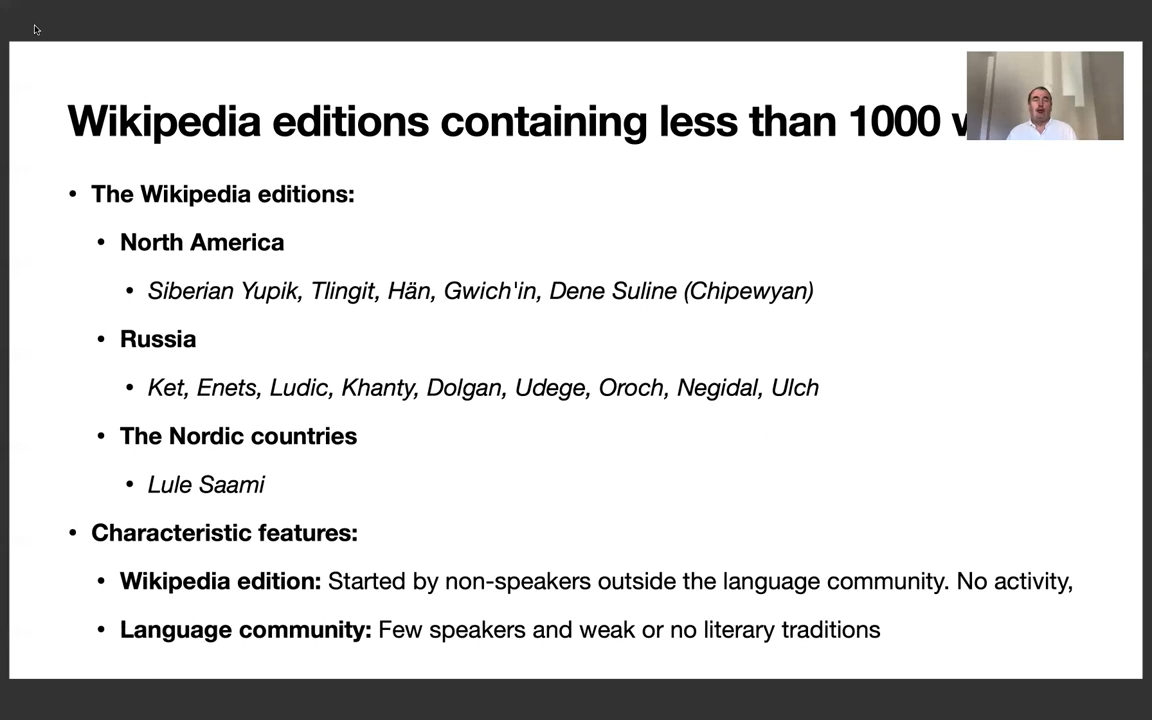 Wikipedia editions containing less than 1000
• The Wikipedia editions:
• North America
• Siberian Yupik, Tlingit, Hän, Gwich'in, Dene Suline (Chipewyan)
• Russia
• Ket, Enets, Ludic, Khanty, Dolgan, Udege, Oroch, Negidal, Ulch
• The Nordic countries
• Lule Saami
• Characteristic features:
• Wikipedia edition: Started by non-speakers outside the language community. No activity,
• Language community: Few speakers and weak or no literary traditions